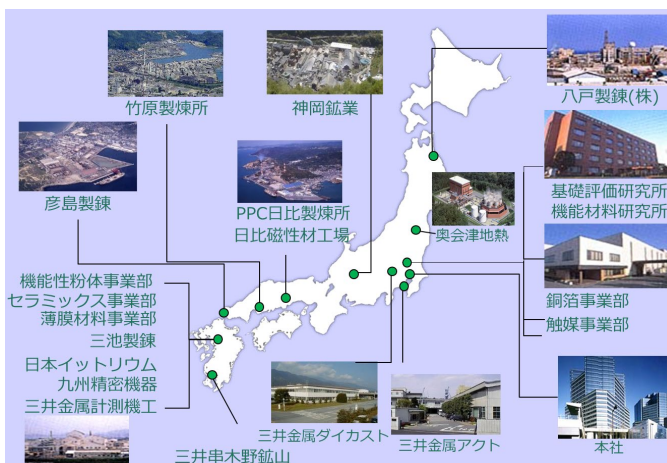 竹原製煉所
神岡鉱業
八戸製錬(株)
彦島製錬
PPC日比製煉所
日比磁性材工場
基礎評価研究所
機能材料研究所
奥会津地熱
銅箔事業部
触媒事業部
機能性粉体事業部
セラミックス事業部
薄膜材料事業部
三池製錬
日本イットリウム
九州精密機器
三井金属計測機工
三井串木野鉱山
三井金属ダイカスト
三井金属アクト
本社